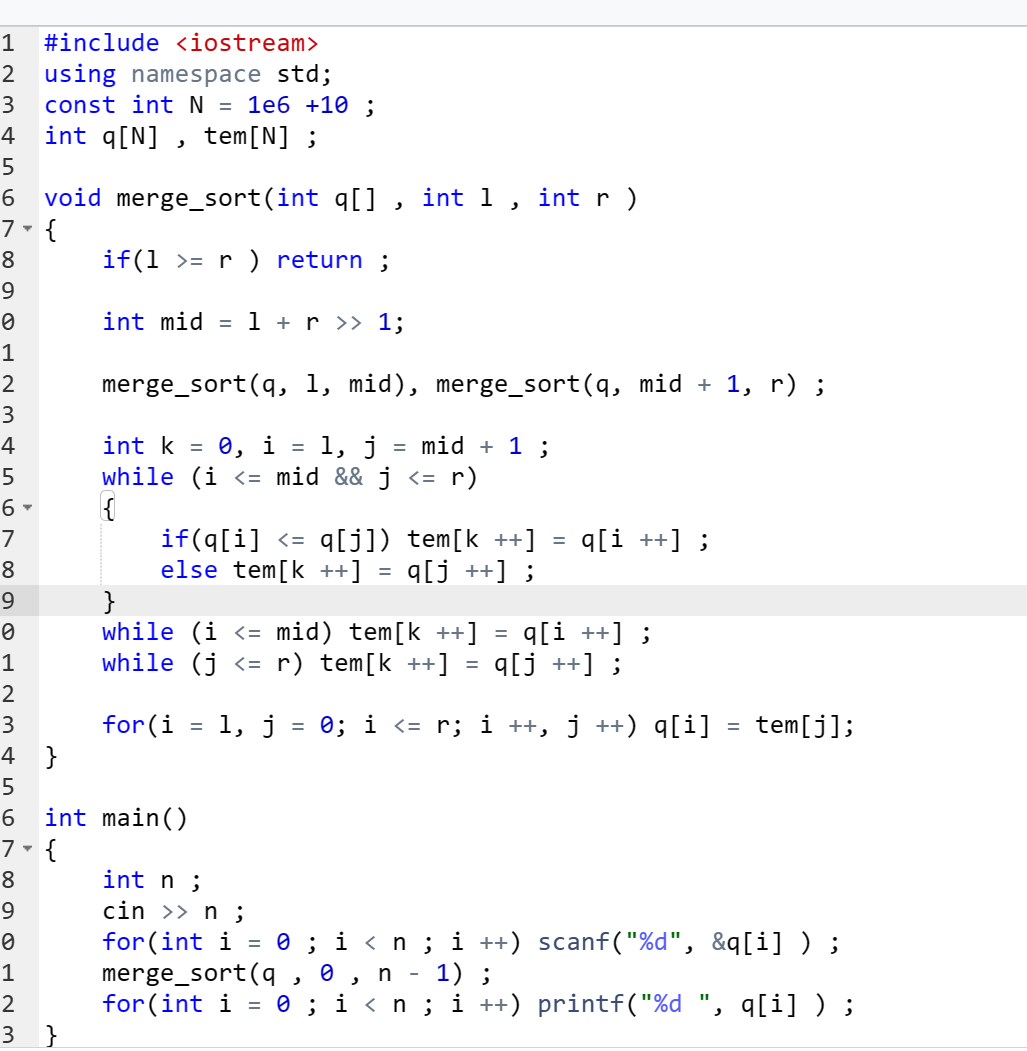 1 #include <iostream>
2 using namespace std;
3 const int N = 1e6 +10 ;
4 int q[N] , tem[N] ;
5
6 void merge_sort(int q[] , int l , int r )
7 {
8     if(l >= r ) return ;
9
0     int mid = l + r >> 1;
1
2     merge_sort(q, l, mid), merge_sort(q, mid + 1, r) ;
3
4     int k = 0, i = l, j = mid + 1 ;
5     while (i <= mid && j <= r)
6     {
7         if(q[i] <= q[j]) tem[k ++] = q[i ++] ;
8         else tem[k ++] = q[j ++] ;
9     }
0     while (i <= mid) tem[k ++] = q[i ++] ;
1     while (j <= r) tem[k ++] = q[j ++] ;
2
3     for(i = l, j = 0; i <= r; i ++, j ++) q[i] = tem[j];
4 }
5
6 int main()
7 {
8     int n ;
9     cin >> n ;
0     for(int i = 0 ; i < n ; i ++) scanf("%d", &q[i] ) ;
1     merge_sort(q , 0 , n - 1) ;
2     for(int i = 0 ; i < n ; i ++) printf("%d ", q[i] ) ;
3 }